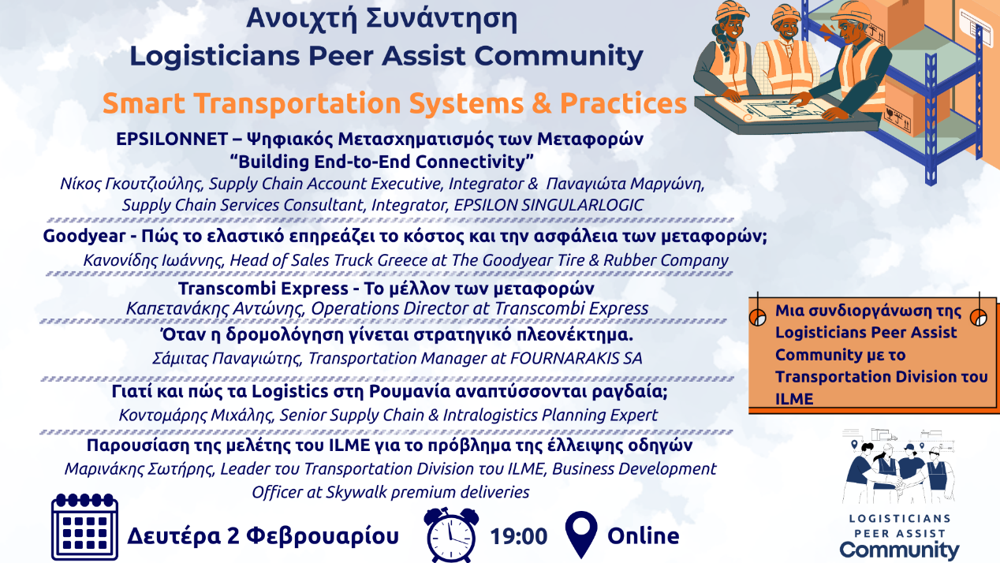 Ανοιχτή Συνάντηση
Logisticians Peer Assist Community
Smart Transportation Systems & Practices
EPSILONNET – Ψηφιακός Μετασχηματισμός των Μεταφορών
“Building End-to-End Connectivity”
Νίκος Γκουτζιούλης, Supply Chain Account Executive, Integrator & Παναγιώτα Μαργώνη,
Supply Chain Services Consultant, Integrator, EPSILON SINGULARLOGIC
Goodyear - Πώς το ελαστικό επηρεάζει το κόστος και την ασφάλεια των μεταφορών;
Κανονίδης Ιωάννης, Head of Sales Truck Greece at The Goodyear Tire & Rubber Company
Transcombi Express - Το μέλλον των μεταφορών
Καπετανάκης Αντώνης, Operations Director at Transcombi Express
Όταν η δρομολόγηση γίνεται στρατηγικό πλεονέκτημα.
Σάμιτας Παναγιώτης, Transportation Manager at FOURNARAKIS SA
Γιατί και πώς τα Logistics στη Ρουμανία αναπτύσσονται ραγδαία;
Κοντομάρης Μιχάλης, Senior Supply Chain & Intralogistics Planning Expert
Παρουσίαση της μελέτης του ILME για το πρόβλημα της έλλειψης οδηγών
Μαρινάκης Σωτήρης, Leader του Transportation Division του ILME, Business Development
Officer at Skywalk premium deliveries
Δευτέρα 2 Φεβρουαρίου
19:00
Online
Μια συνδιοργάνωση της
Logisticians Peer Assist
Community με το
Transportation Division του
ILME
LOGISTICIANS
PEER ASSIST
Community